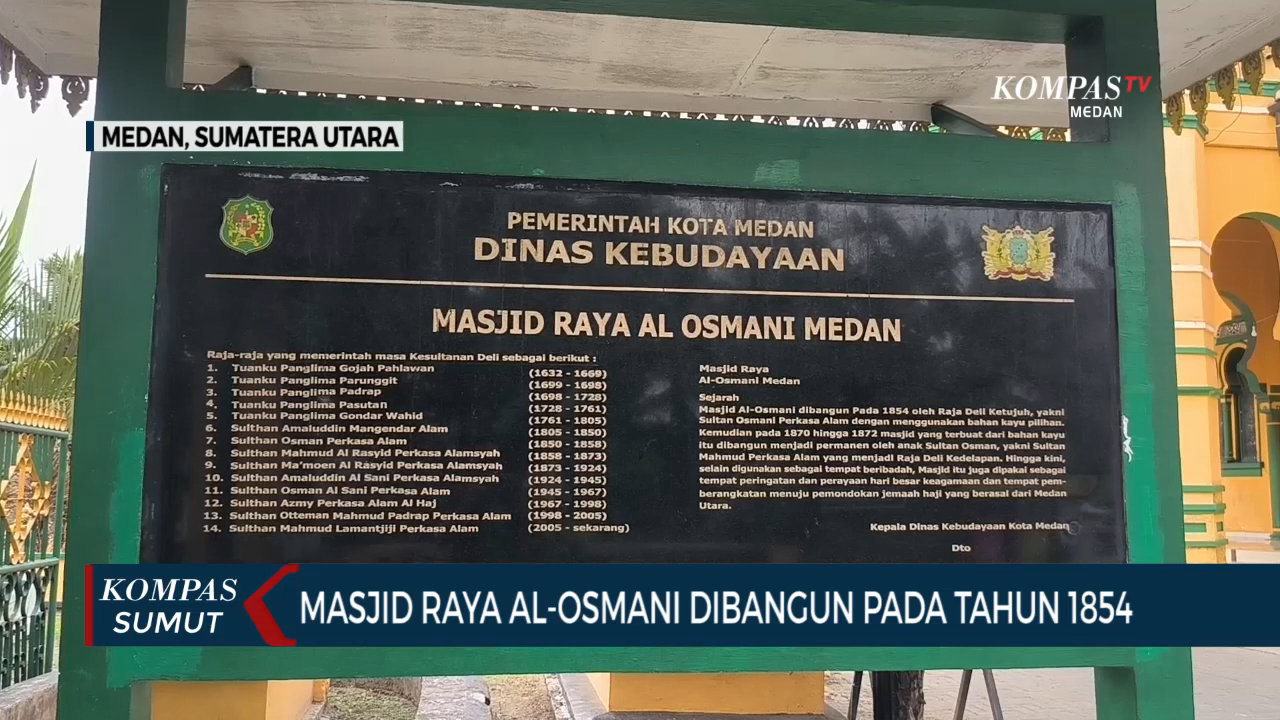 KOMPAS TV
MEDAN
MEDAN, SUMATERA UTARA
PEMERINTAH KOTA MEDAN
DINAS KEBUDAYAAN
MASJID RAYA AL OSMANI MEDAN
Raja-raja yang memerintah masa Kesultanan Deli sebagai berikut :
1. Tuanku Panglima Gojah Pahlawan (1632 - 1669)
2. Tuanku Panglima Parunggit (1699 - 1698)
3. Tuanku Panglima Padrap (1698 - 1728)
4. Tuanku Panglima Pasutan (1728 - 1761)
5. Tuanku Panglima Gondar Wahid (1761 - 1805)
6. Sulthan Amaluddin Mangendar Alam (1805 - 1850)
7. Sulthan Osman Perkasa Alam (1850 - 1858)
8. Sulthan Mahmud Al Rasyid Perkasa Alamsyah (1858 - 1873)
9. Sulthan Ma'moen Al Rasyid Perkasa Alamsyah (1873 - 1924)
10. Sulthan Amaluddin Al Sani Perkasa Alamsyah (1924 - 1945)
11. Sulthan Osman Al Sani Perkasa Alam (1945 - 1967)
12. Sulthan Azmy Perkasa Alam Al Haj (1967 - 1998)
13. Sulthan Otteman Mahmud Padrap Perkasa Alam (1998 - 2005)
14. Sulthan Mahmud Lamantjiji Perkasa Alam (2005 - sekarang)
Masjid Raya
Al-Osmani Medan
Sejarah
Masjid Al-Osmani dibangun Pada 1854 oleh Raja Deli Ketujuh, yakni
Sultan Osmani Perkasa Alam dengan menggunakan bahan kayu pilihan.
Kemudian pada 1870 hingga 1872 masjid yang terbuat dari bahan kayu
itu dibangun menjadi permanen oleh anak Sultan Osman, yakni Sultan
Mahmud Perkasa Alam yang menjadi Raja Deli Kedelapan. Hingga kini,
selain digunakan sebagai tempat beribadah, Masjid itu juga dipakai sebagai
tempat peringatan dan perayaan hari besar keagamaan dan tempat pem-
berangkatan menuju pemondokan jemaah haji yang berasal dari Medan
Utara.
Kepala Dinas Kebudayaan Kota Medan
Dto
KOMPAS
SUMUT
MASJID RAYA AL-OSMANI DIBANGUN PADA TAHUN 1854